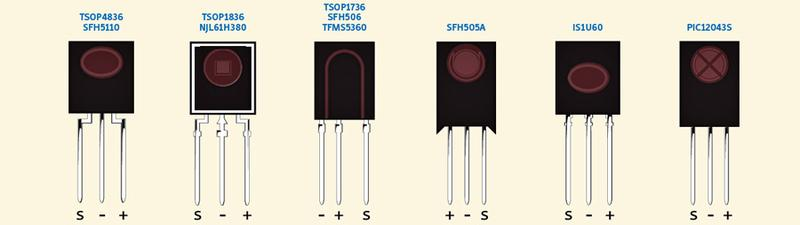 TSOP4836
SFH5110
TSOP1836
NJL61H380
TSOP1736
SFH506
TFMS5360
SFH505A
IS1U60
PIC12043S
S - +
S - +
- + S
+ - S
S - +
S - +